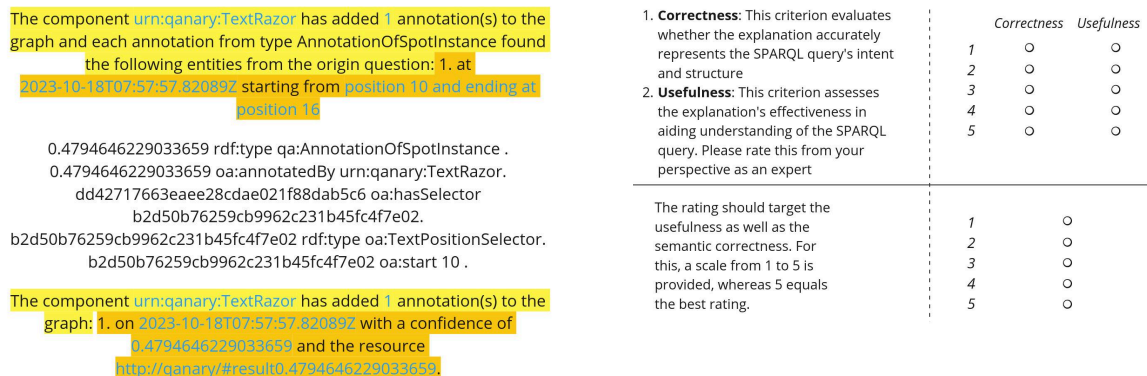 The component urn:qanary:TextRazor has added 1 annotation(s) to the
graph and each annotation from type AnnotationOfSpotInstance found
the following entities from the origin question: 1. at
2023-10-18T07:57:57.82089Z starting from position 10 and ending at
position 16
0.4794646229033659 rdf:type qa:AnnotationOfSpotInstance .
0.4794646229033659 oa:annotatedBy urn:qanary:TextRazor.
dd42717663eaee28cdae021f88dab5c6 oa:hasSelector
b2d50b76259cb9962c231b45fc4f7e02.
b2d50b76259cb9962c231b45fc4f7e02 rdf:type oa:TextPositionSelector.
b2d50b76259cb9962c231b45fc4f7e02 oa:start 10 .
The component urn:qanary:TextRazor has added 1 annotation(s) to the
graph: 1. on 2023-10-18T07:57:57.82089Z with a confidence of
0.4794646229033659 and the resource
http://qanary/#result0.4794646229033659.
1. Correctness: This criterion evaluates
whether the explanation accurately
represents the SPARQL query's intent
and structure
2. Usefulness: This criterion assesses
the explanation's effectiveness in
aiding understanding of the SPARQL
query. Please rate this from your
perspective as an expert
Correctness Usefulness
1
2
3
4
5
The rating should target the
usefulness as well as the
semantic correctness. For
this, a scale from 1 to 5 is
provided, whereas 5 equals
the best rating.
1
2
3
4
5